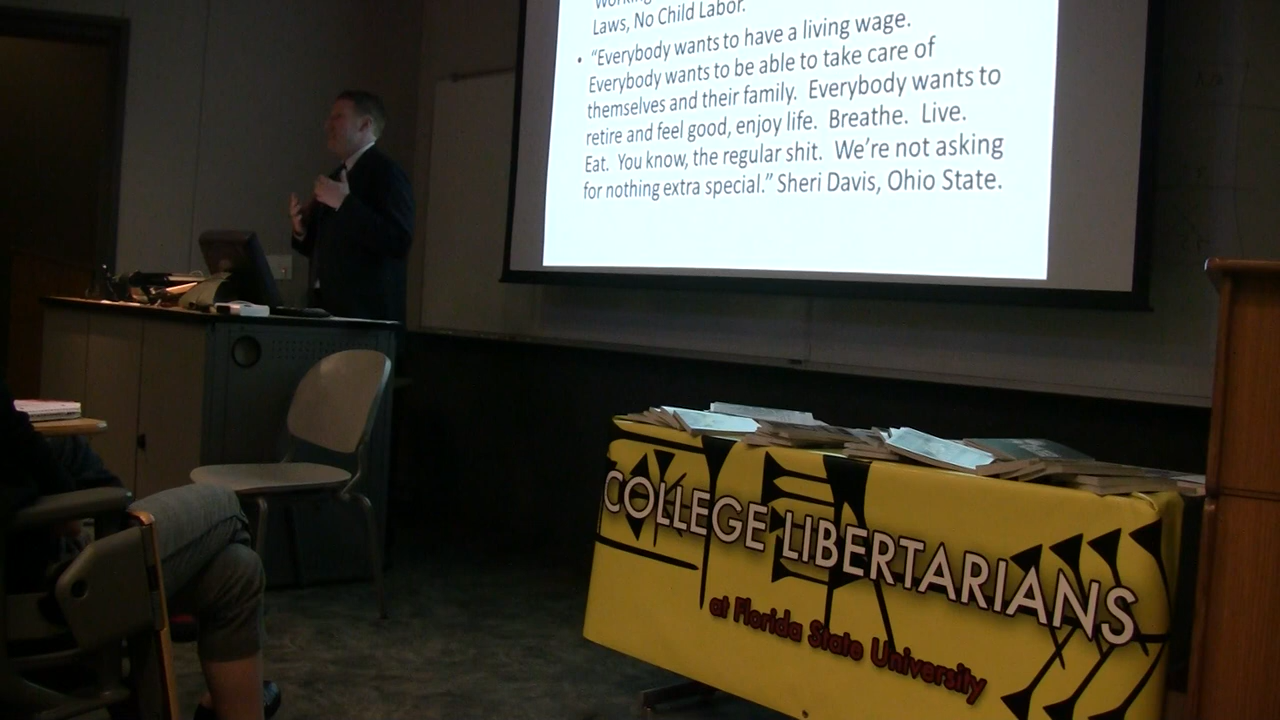 Laws, No Child Labor.
• “Everybody wants to have a living wage.
Everybody wants to be able to take care of
themselves and their family.  Everybody wants to
retire and feel good, enjoy life.  Breathe.  Live.
Eat.  You know, the regular shit.  We’re not asking
for nothing extra special.” Sheri Davis, Ohio State.
COLLEGE LIBERTARIANS
at Florida State University